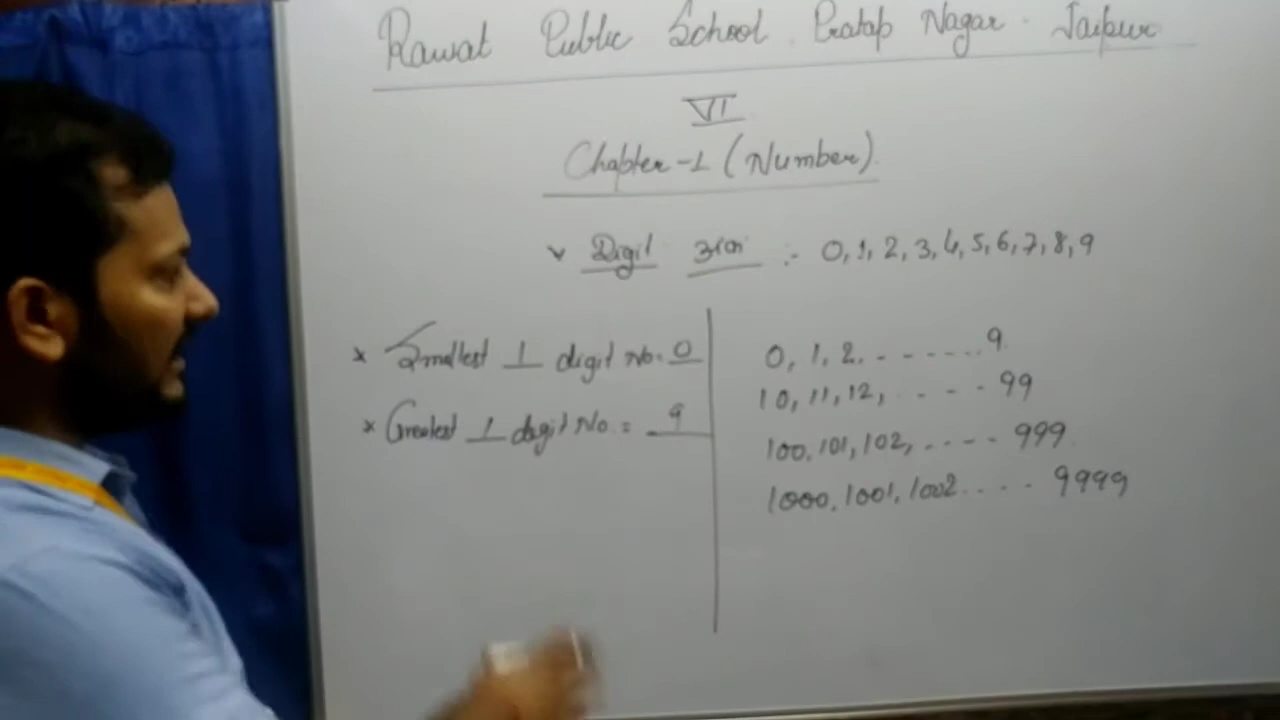 Rawat Public School. Pratap Nagar. Jaipur
VI
Chapter-1 (Number).
Digit अंक :- 0, 1, 2, 3, 4, 5, 6, 7, 8, 9
* Smallest 1 digit No. 0
* Greatest 1 digit No = 9
0, 1, 2. - - - - - - . . . 9
10, 11, 12, - - - - 99
100, 101, 102, - - - - - 999
1000, 1001, 1002 . . . - - 9999